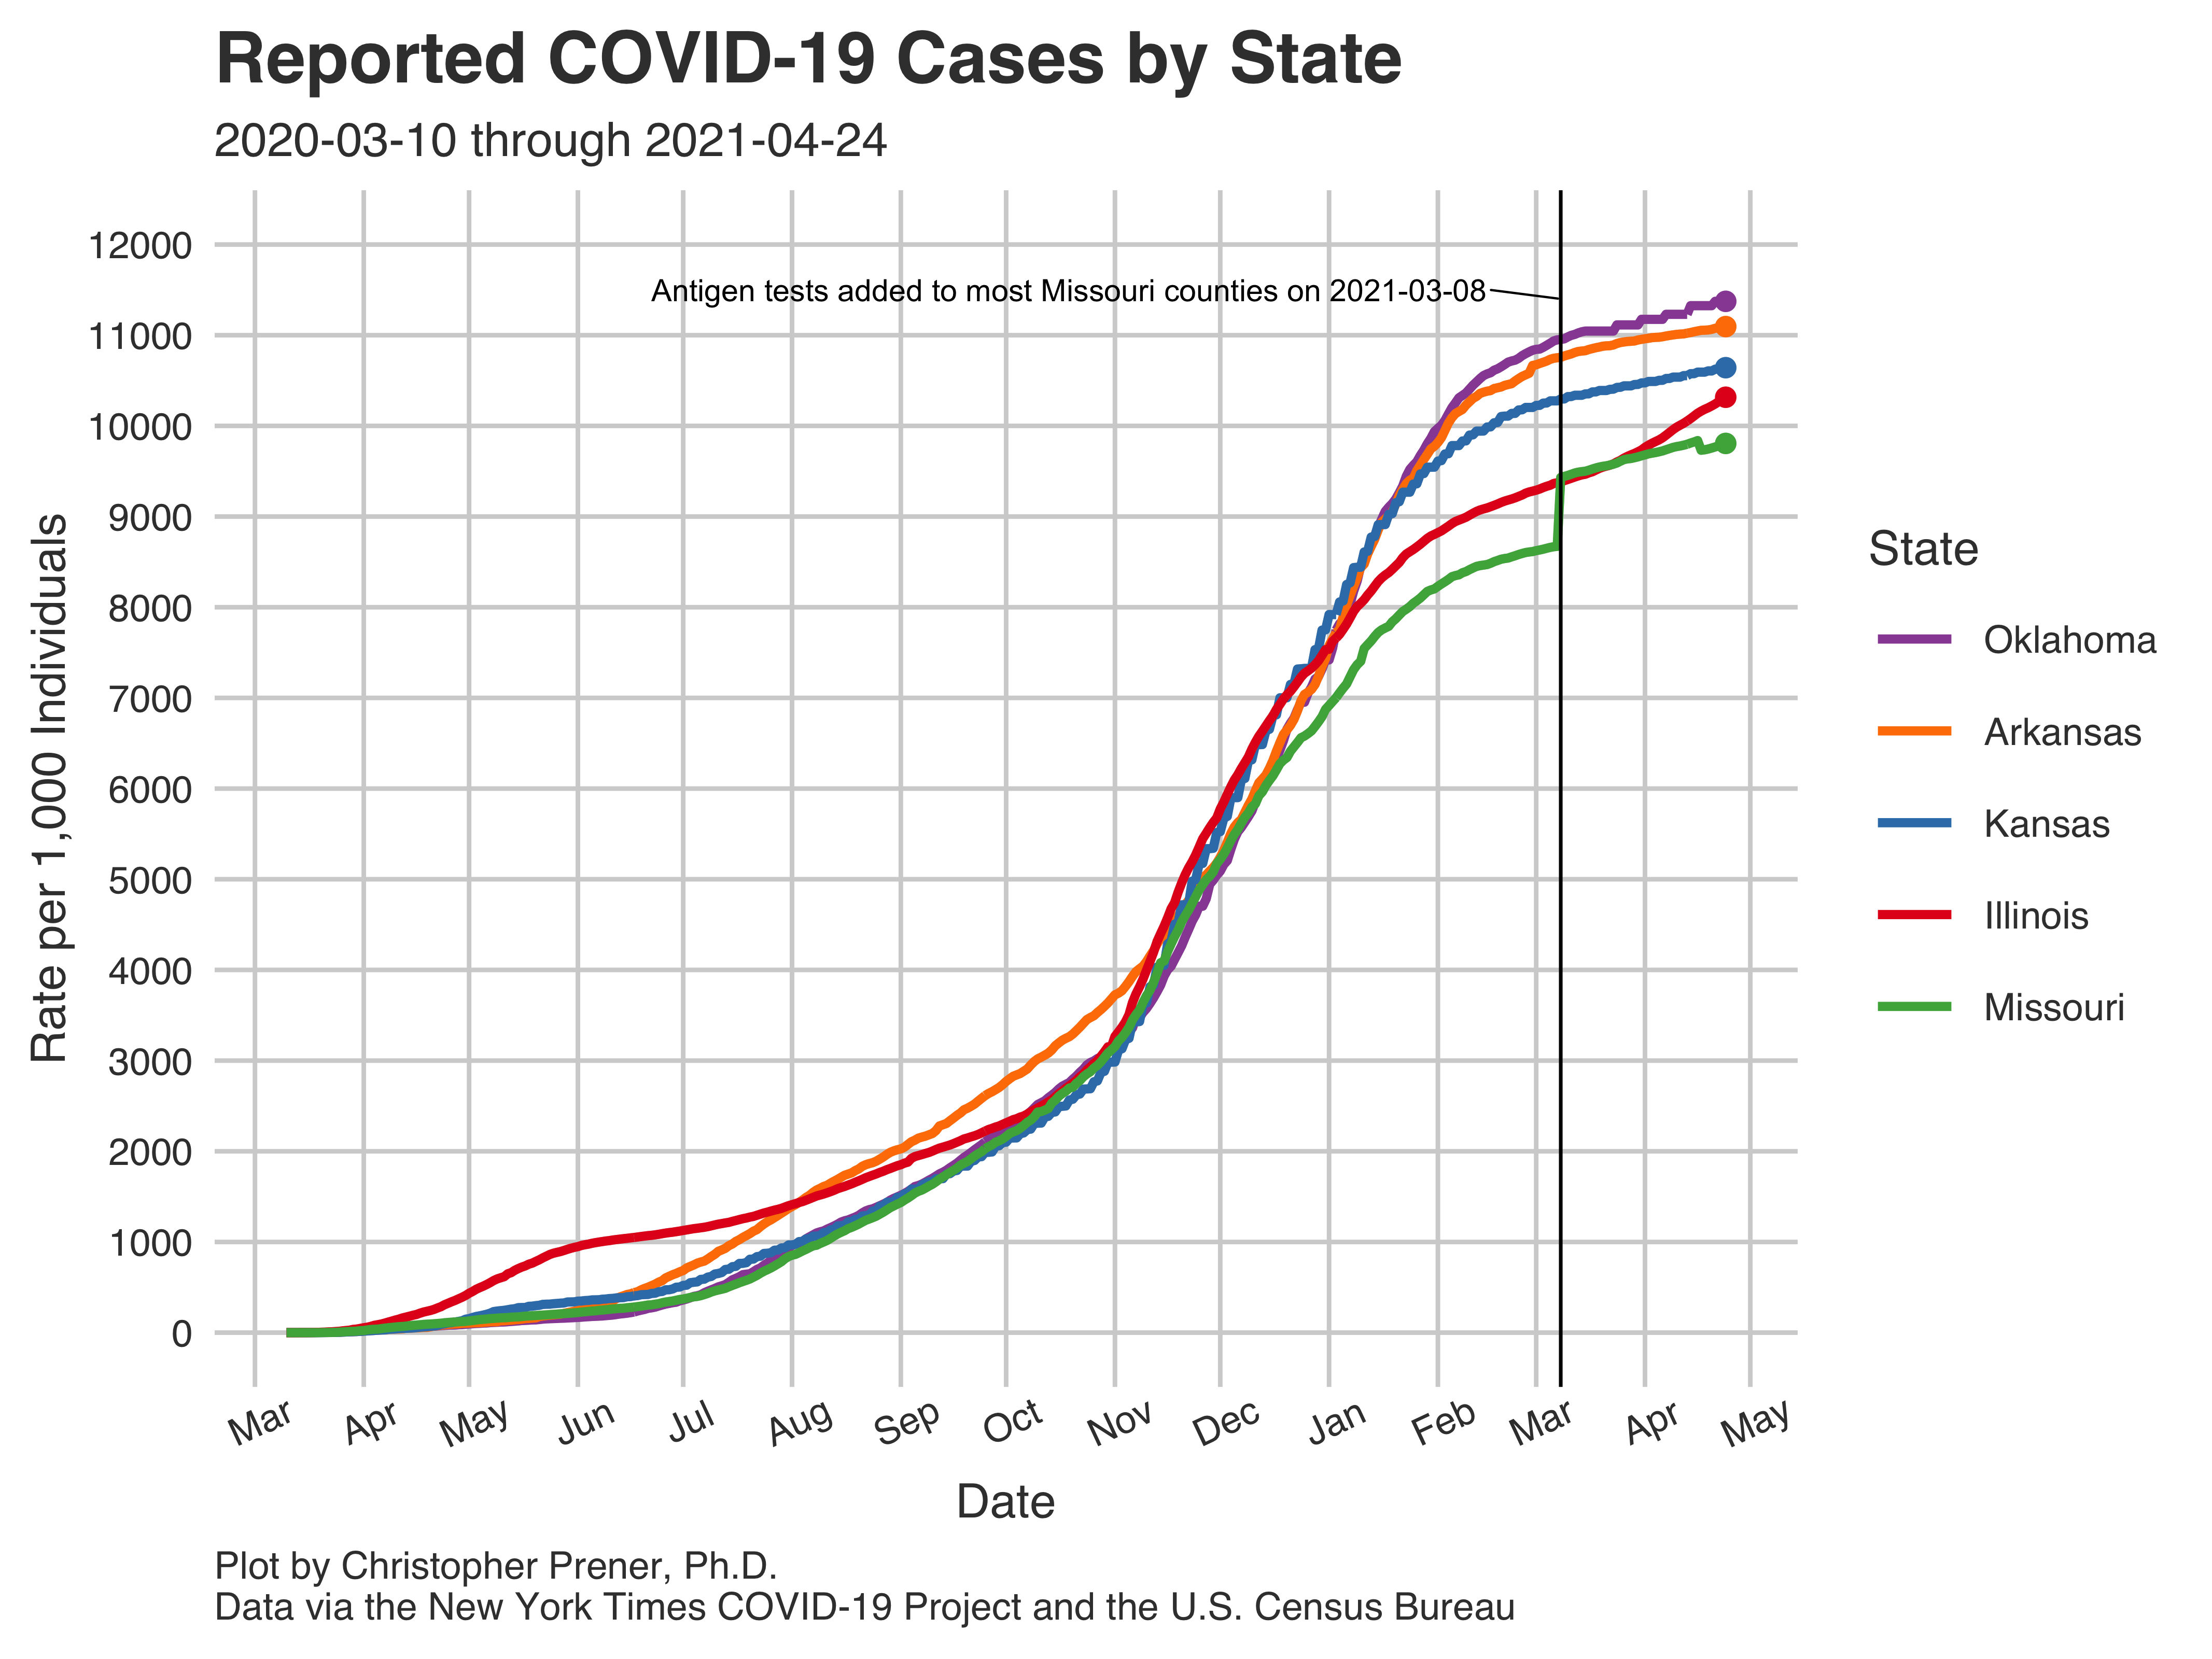 Reported COVID-19 Cases by State
2020-03-10 through 2021-04-24
12000
11000
10000
9000
8000
7000
6000
5000
4000
3000
2000
1000
0
Rate per 1,000 Individuals
Antigen tests added to most Missouri counties on 2021-03-08
State
Oklahoma
Arkansas
Kansas
Illinois
Missouri
Mar Apr May Jun Jul Aug Sep Oct Nov Dec Jan Feb Mar Apr May
Date
Plot by Christopher Prener, Ph.D.
Data via the New York Times COVID-19 Project and the U.S. Census Bureau